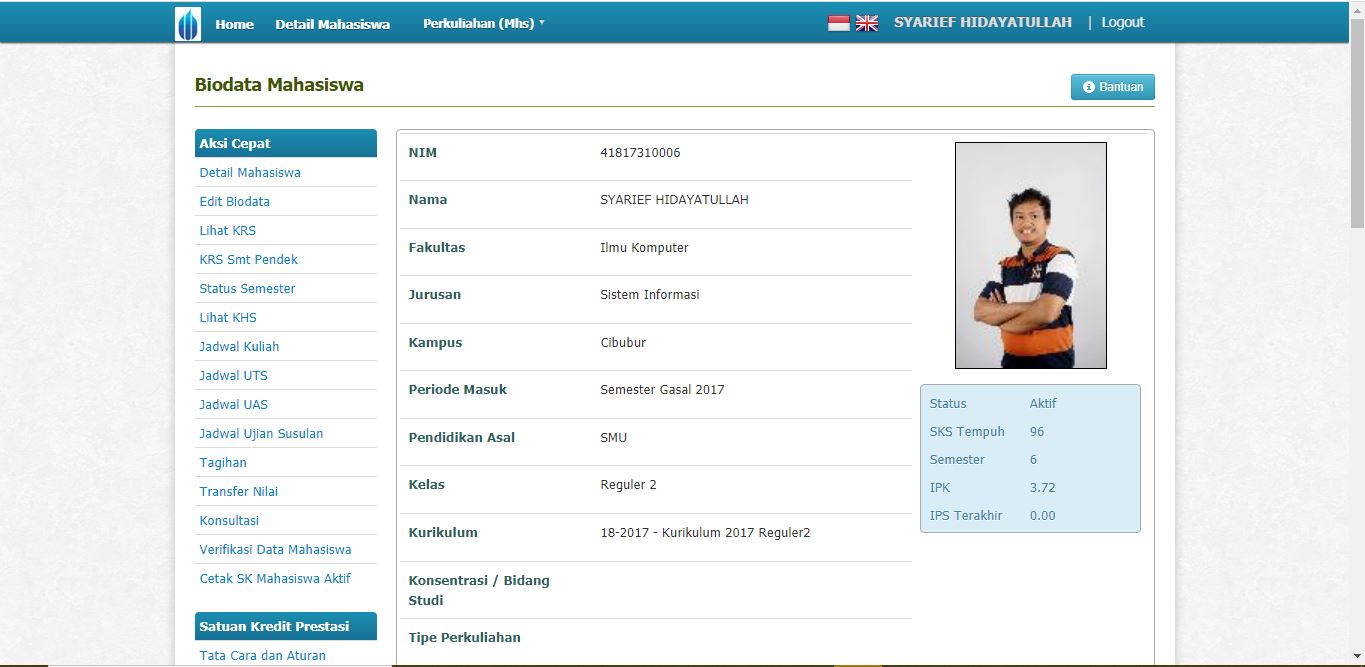 Home Detail Mahasiswa Perkuliahan (Mhs) SYARIEF HIDAYATULLAH | Logout
Biodata Mahasiswa
Bantuan
Aksi Cepat
Detail Mahasiswa
Edit Biodata
Lihat KRS
KRS Smt Pendek
Status Semester
Lihat KHS
Jadwal Kuliah
Jadwal UTS
Jadwal UAS
Jadwal Ujian Susulan
Tagihan
Transfer Nilai
Konsultasi
Verifikasi Data Mahasiswa
Cetak SK Mahasiswa Aktif
Satuan Kredit Prestasi
Tata Cara dan Aturan
NIM 41817310006
Nama SYARIEF HIDAYATULLAH
Fakultas Ilmu Komputer
Jurusan Sistem Informasi
Kampus Cibubur
Periode Masuk Semester Gasal 2017
Pendidikan Asal SMU
Kelas Reguler 2
Kurikulum 18-2017 - Kurikulum 2017 Reguler2
Konsentrasi / Bidang
Studi
Tipe Perkuliahan
Status Aktif
SKS Tempuh 96
Semester 6
IPK 3.72
IPS Terakhir 0.00